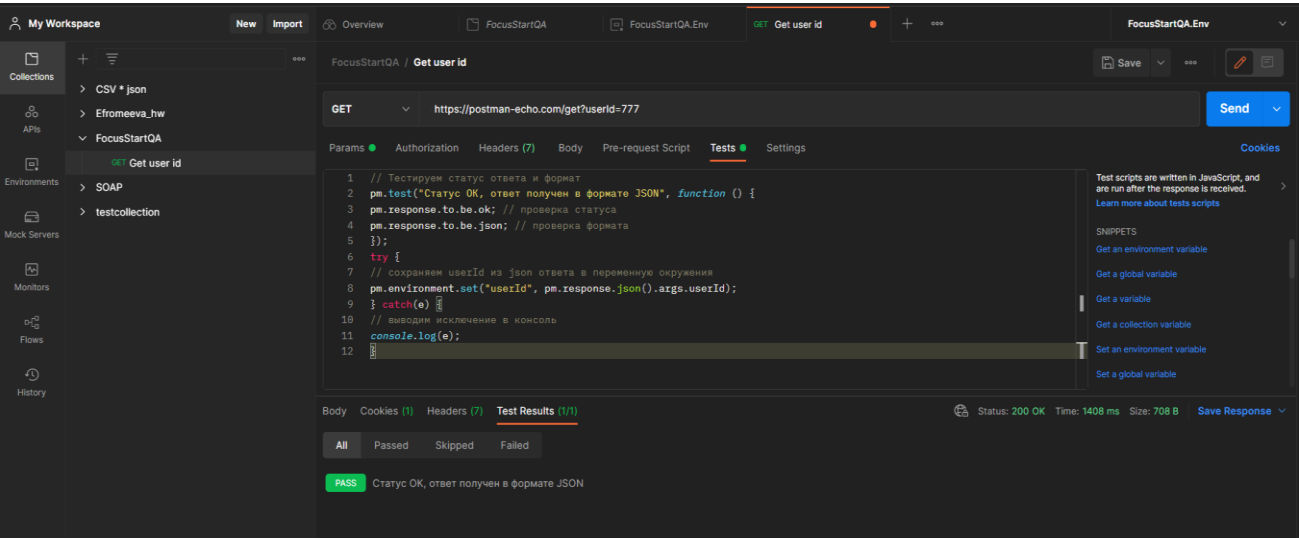 My Workspace New Import Overview FocusStartQA FocusStartQA.Env GET Get user id + ooo FocusStartQA.Env
Collections
APIs
Environments
Mock Servers
Monitors
Flows
History
+ ooo
> CSV * json
> Efromeeva_hw
FocusStartQA
GET Get user id
> SOAP
> testcollection
FocusStartQA / Get user id Save ooo
GET https://postman-echo.com/get?userId=777 Send
Params Authorization Headers (7) Body Pre-request Script Tests Settings Cookies
1 // Тестируем статус ответа и формат
2 pm.test("Статус OK, ответ получен в формате JSON", function () {
3 pm.response.to.be.ok; // проверка статуса
4 pm.response.to.be.json; // проверка формата
5 });
6 try {
7 // сохраняем userId из json ответа в переменную окружения
8 pm.environment.set("userId", pm.response.json().args.userId);
9 } catch(e) {
10 // выводим исключение в консоль
11 console.log(e);
12 }
Test scripts are written in JavaScript, and
are run after the response is received.
Learn more about tests scripts
SNIPPETS
Get an environment variable
Get a global variable
Get a variable
Get a collection variable
Set an environment variable
Set a global variable
Body Cookies (1) Headers (7) Test Results (1/1) Status: 200 OK Time: 1408 ms Size: 708 B Save Response
All Passed Skipped Failed
PASS Статус OK, ответ получен в формате JSON